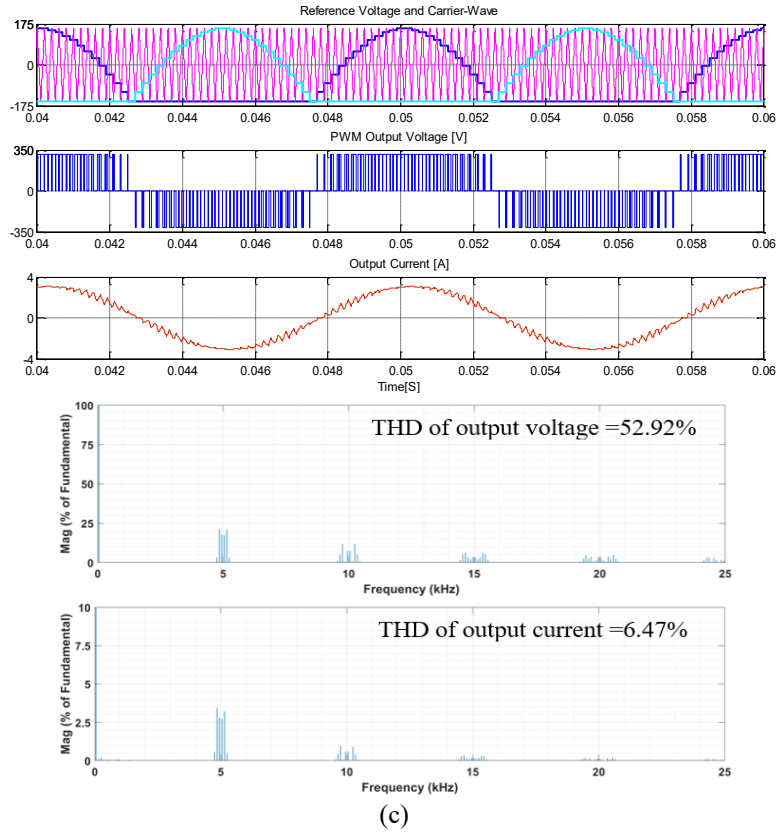 Reference Voltage and Carrier-Wave
175
0
-175
0.04 0.042 0.044 0.046 0.048 0.05 0.052 0.054 0.056 0.058 0.06
PWM Output Voltage [V]
350
0
-350
0.04 0.042 0.044 0.046 0.048 0.05 0.052 0.054 0.056 0.058 0.06
Output Current [A]
4
0
-4
0.04 0.042 0.044 0.046 0.048 0.05 0.052 0.054 0.056 0.058 0.06
Time[S]
THD of output voltage =52.92%
Mag (% of Fundamental)
100
75
50
25
0
0 5 10 15 20 25
Frequency (kHz)
THD of output current =6.47%
Mag (% of Fundamental)
10
7.5
5
2.5
0
0 5 10 15 20 25
Frequency (kHz)
(c)